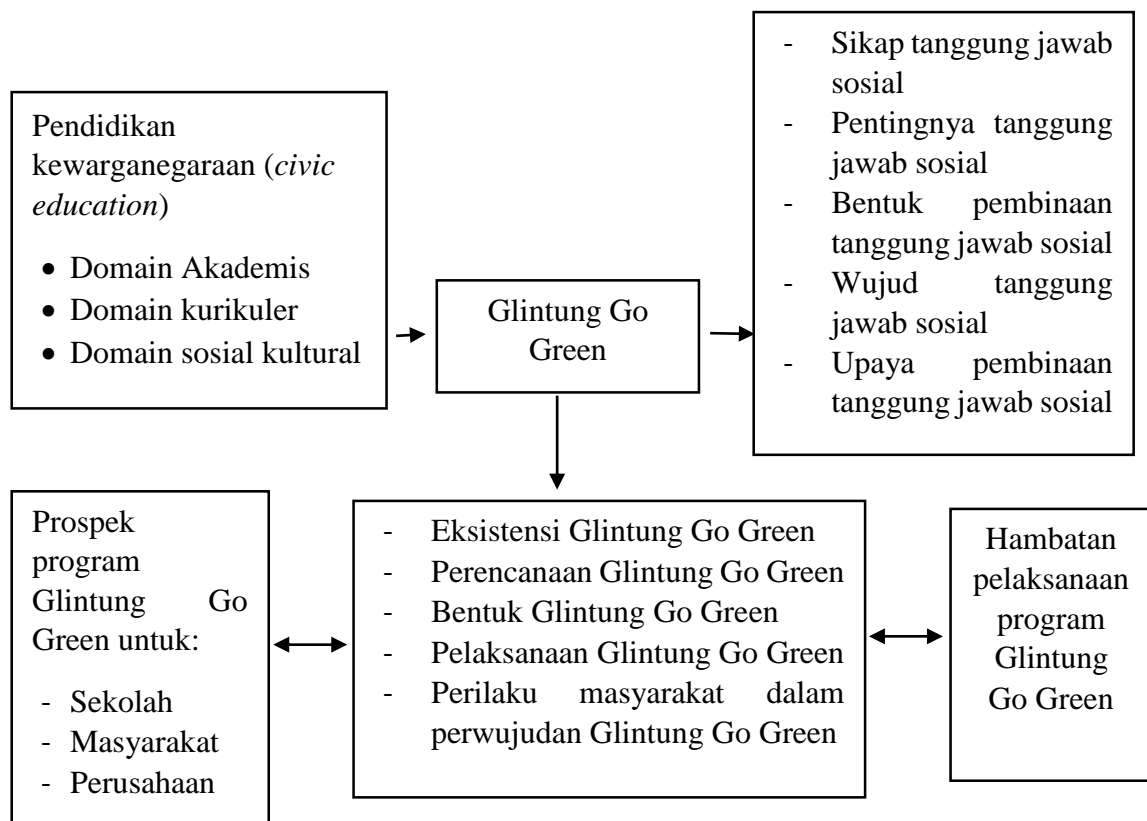 Pendidikan
kewarganegaraan (civic
education)
• Domain Akademis
• Domain kurikuler
• Domain sosial kultural
Glintung Go
Green
- Sikap tanggung jawab
sosial
- Pentingnya tanggung
jawab sosial
- Bentuk pembinaan
tanggung jawab sosial
- Wujud tanggung
jawab sosial
- Upaya pembinaan
tanggung jawab sosial
Prospek
program
Glintung Go
Green untuk:
- Sekolah
- Masyarakat
- Perusahaan
- Eksistensi Glintung Go Green
- Perencanaan Glintung Go Green
- Bentuk Glintung Go Green
- Pelaksanaan Glintung Go Green
- Perilaku masyarakat dalam
perwujudan Glintung Go Green
Hambatan
pelaksanaan
program
Glintung
Go Green